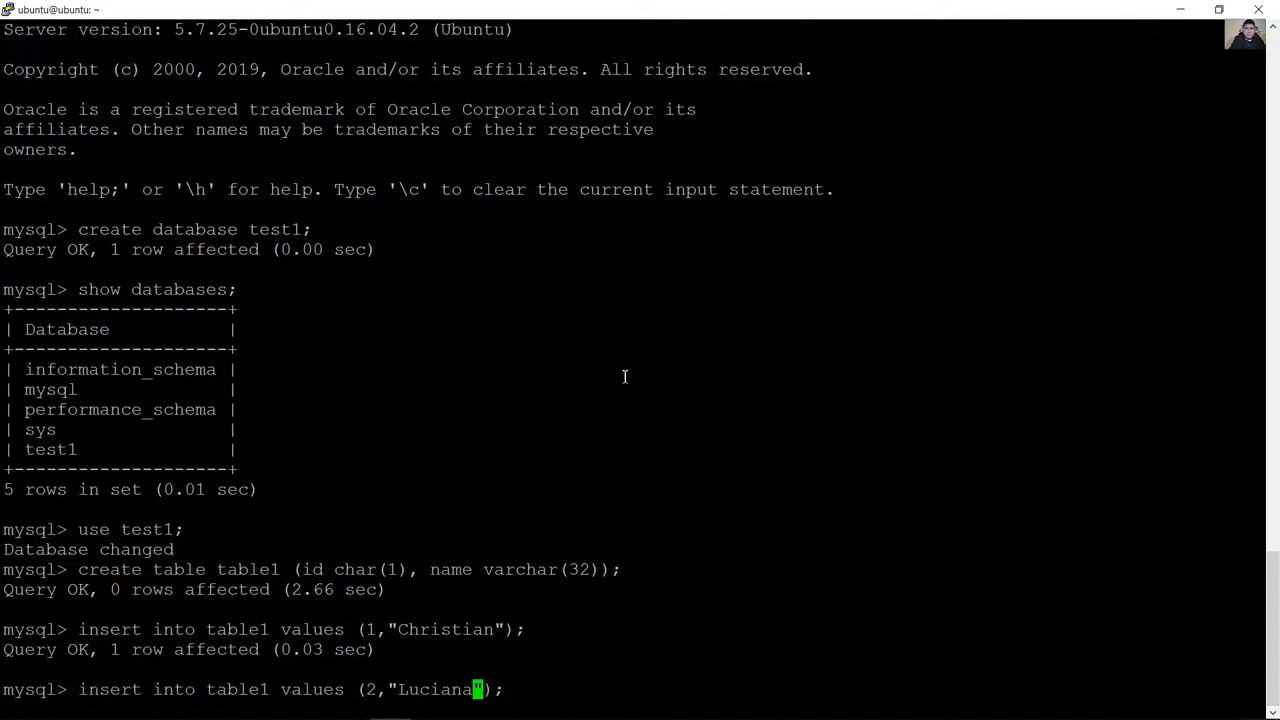 ubuntu@ubuntu: ~
Server version: 5.7.25-0ubuntu0.16.04.2 (Ubuntu)
Copyright (c) 2000, 2019, Oracle and/or its affiliates. All rights reserved.
Oracle is a registered trademark of Oracle Corporation and/or its
affiliates. Other names may be trademarks of their respective
owners.
Type 'help;' or '\h' for help. Type '\c' to clear the current input statement.
mysql> create database test1;
Query OK, 1 row affected (0.00 sec)
mysql> show databases;
+--------------------+
| Database           |
+--------------------+
| information_schema |
| mysql              |
| performance_schema |
| sys                |
| test1              |
+--------------------+
5 rows in set (0.01 sec)
mysql> use test1;
Database changed
mysql> create table table1 (id char(1), name varchar(32));
Query OK, 0 rows affected (2.66 sec)
mysql> insert into table1 values (1,"Christian");
Query OK, 1 row affected (0.03 sec)
mysql> insert into table1 values (2,"Luciana");